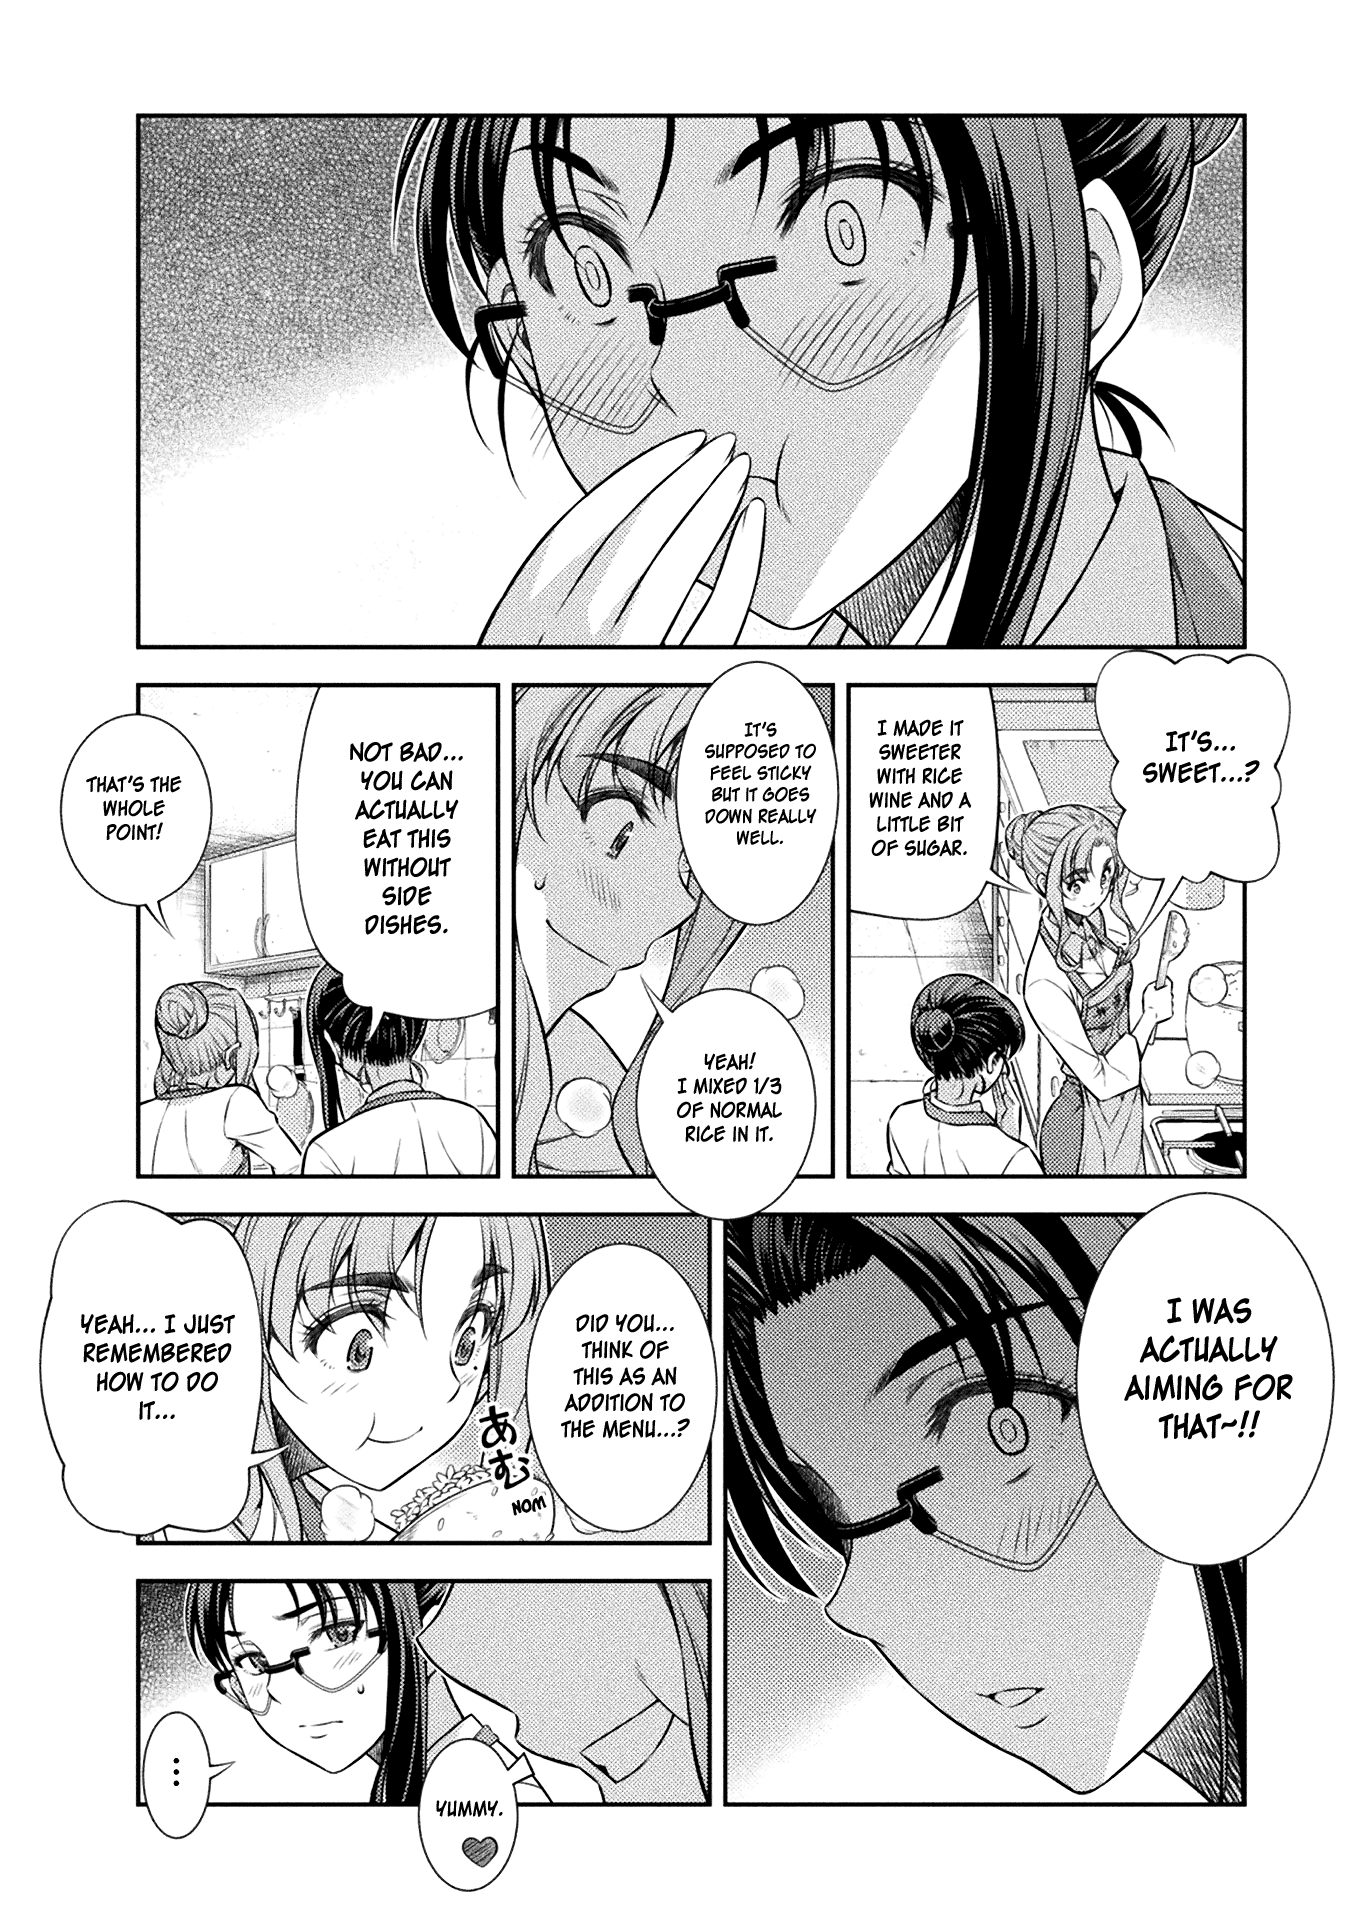 IT'S...
SWEET...?
I MADE IT
SWEETER
WITH RICE
WINE AND A
LITTLE BIT
OF SUGAR.
IT'S
SUPPOSED TO
FEEL STICKY
BUT IT GOES
DOWN REALLY
WELL.
YEAH!
I MIXED 1/3
OF NORMAL
RICE IN IT.
NOT BAD...
YOU CAN
ACTUALLY
EAT THIS
WITHOUT
SIDE
DISHES.
THAT'S THE
WHOLE
POINT!
I WAS
ACTUALLY
AIMING FOR
THAT~!!
DID YOU...
THINK OF
THIS AS AN
ADDITION TO
THE MENU...?
あむ
NOM
YEAH... I JUST
REMEMBERED
HOW TO DO
IT...
YUMMY.
...